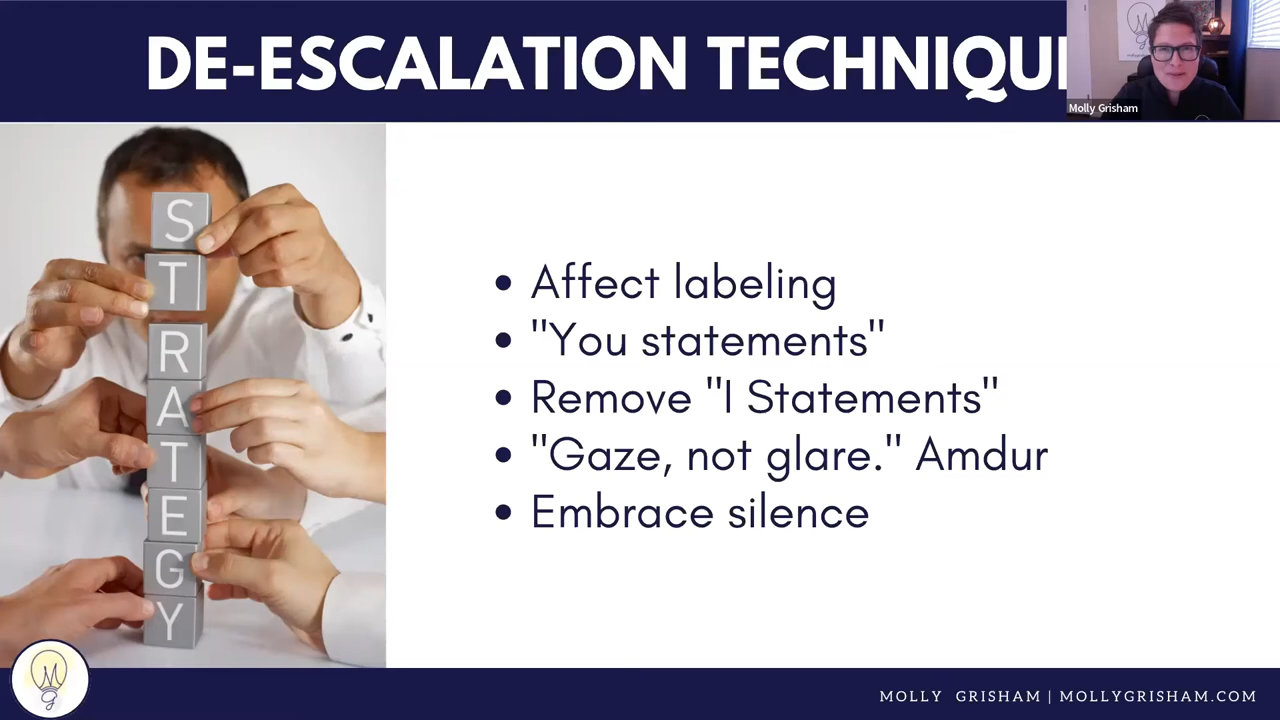 DE-ESCALATION TECHNIQU
Molly Grisham
S
T
R
A
T
E
G
Y
• Affect labeling
• "You statements"
• Remove "I Statements"
• "Gaze, not glare." Amdur
• Embrace silence
M
g
MOLLY GRISHAM | MOLLYGRISHAM.COM